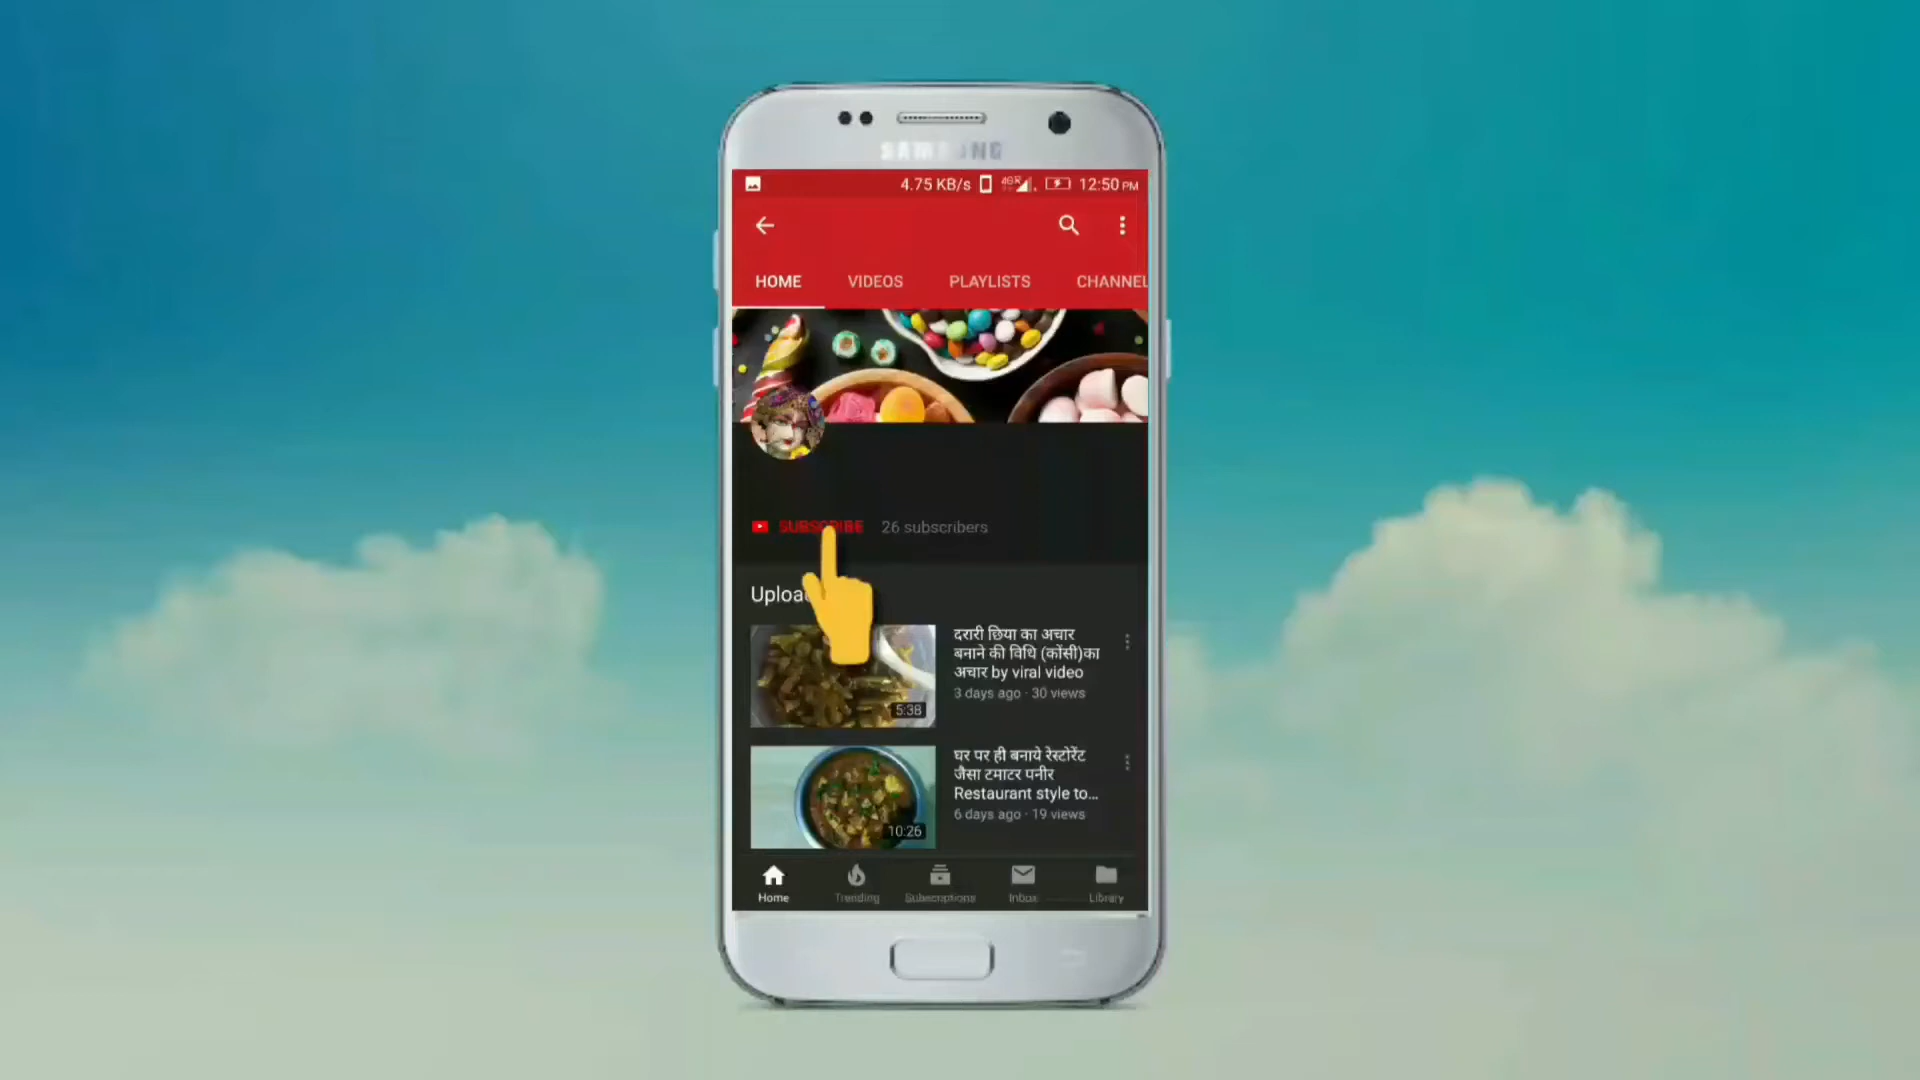 SAMSUNG
4.75 KB/s 12:50 PM
HOME VIDEOS PLAYLISTS CHANNEL
SUBSCRIBE 26 subscribers
दरारी छिया का अचार
बनाने की विधि (कोंसी)का
अचार by viral video
3 days ago · 30 views
5:38
घर पर ही बनाये रेस्टोरेंट
जैसा टमाटर पनीर
Restaurant style to...
6 days ago · 19 views
10:26
Home Trending Subscriptions Inbox Library